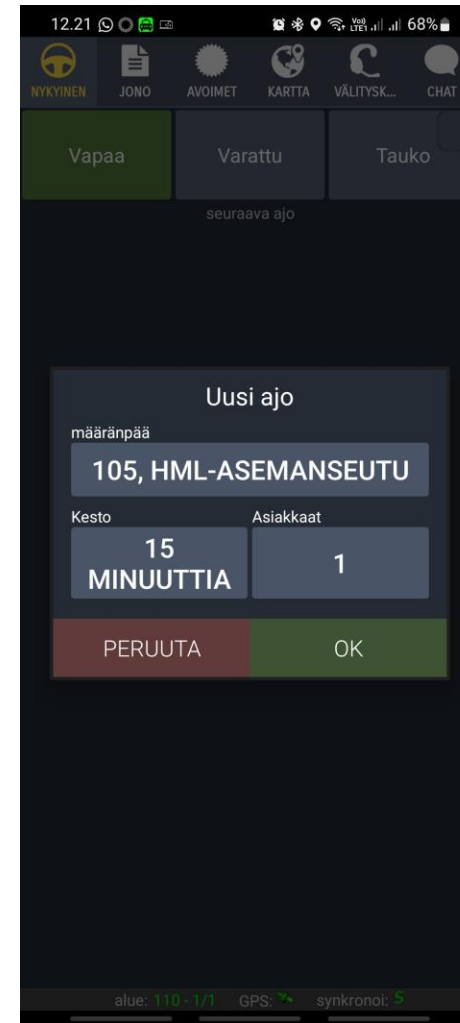 12.21 68%
NYKYINEN JONO AVOIMET KARTTA VÄLITYSK... CHAT
Vapaa Varattu Tauko
seuraava ajo
Uusi ajo
määränpää
105, HML-ASEMANSEUTU
Kesto Asiakkaat
15
MINUUTTIA
1
PERUUTA OK
alue: 110 - 1/1 GPS: synkronoi: S